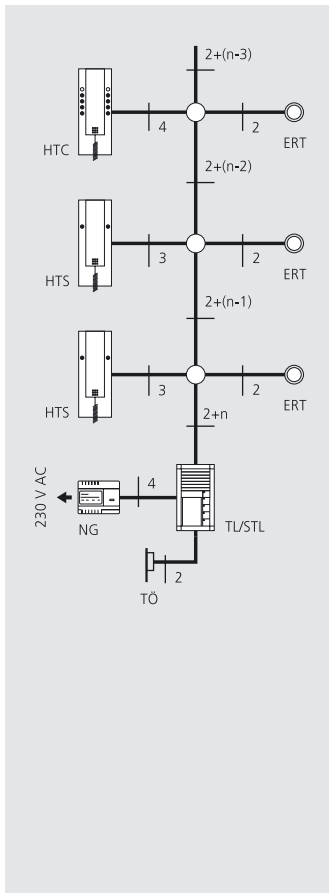 2+(n-3)
4
2
HTC
ERT
2+(n-2)
3
2
HTS
ERT
2+(n-1)
3
2
HTS
ERT
2+n
230 V AC
4
NG
TL/STL
2
TÖ